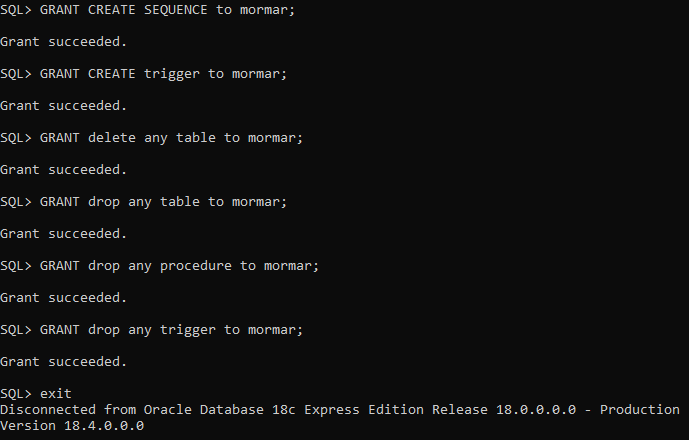 SQL> GRANT CREATE SEQUENCE to mormar;
Grant succeeded.
SQL> GRANT CREATE trigger to mormar;
Grant succeeded.
SQL> GRANT delete any table to mormar;
Grant succeeded.
SQL> GRANT drop any table to mormar;
Grant succeeded.
SQL> GRANT drop any procedure to mormar;
Grant succeeded.
SQL> GRANT drop any trigger to mormar;
Grant succeeded.
SQL> exit
Disconnected from Oracle Database 18c Express Edition Release 18.0.0.0.0 - Production
Version 18.4.0.0.0